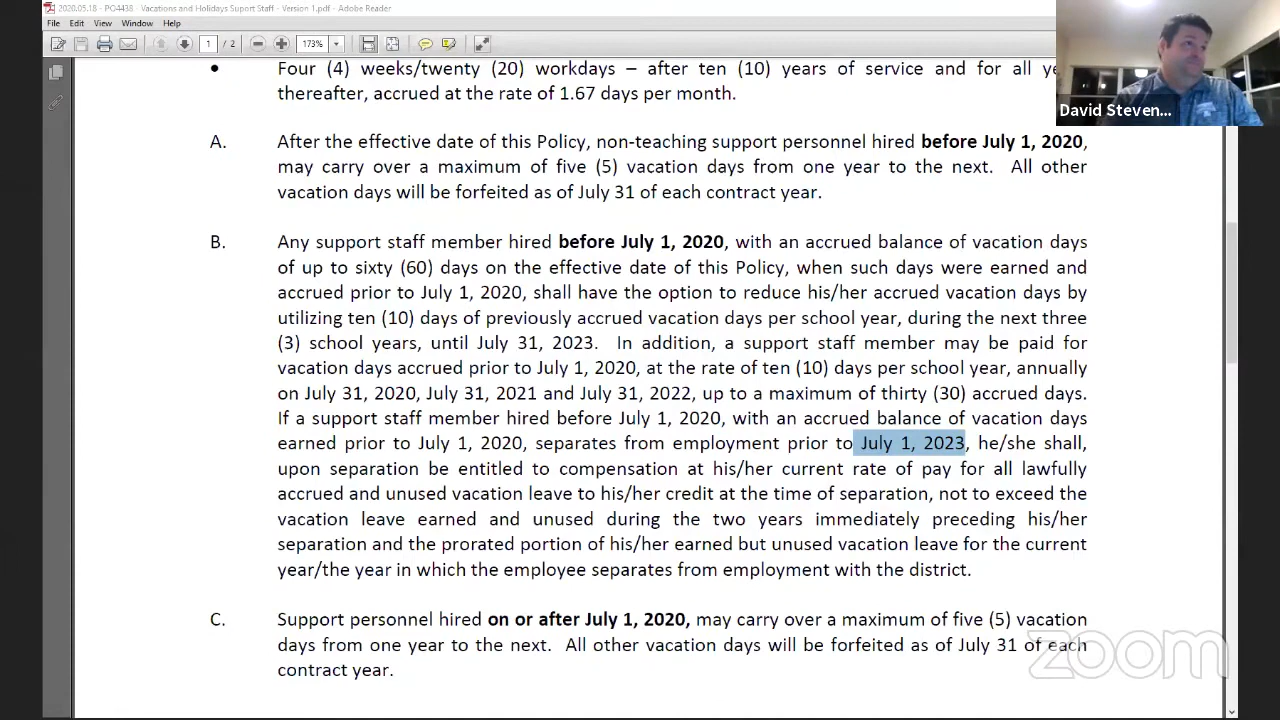 2020.05.18 - PO4438 - Vacations and Holidays Suport Staff - Version 1.pdf - Adobe Reader
File Edit View Window Help
1 / 2 173%
Four (4) weeks/twenty (20) workdays – after ten (10) years of service and for all ye
thereafter, accrued at the rate of 1.67 days per month.
David Steven...
A. After the effective date of this Policy, non-teaching support personnel hired before July 1, 2020,
may carry over a maximum of five (5) vacation days from one year to the next. All other
vacation days will be forfeited as of July 31 of each contract year.
B. Any support staff member hired before July 1, 2020, with an accrued balance of vacation days
of up to sixty (60) days on the effective date of this Policy, when such days were earned and
accrued prior to July 1, 2020, shall have the option to reduce his/her accrued vacation days by
utilizing ten (10) days of previously accrued vacation days per school year, during the next three
(3) school years, until July 31, 2023. In addition, a support staff member may be paid for
vacation days accrued prior to July 1, 2020, at the rate of ten (10) days per school year, annually
on July 31, 2020, July 31, 2021 and July 31, 2022, up to a maximum of thirty (30) accrued days.
If a support staff member hired before July 1, 2020, with an accrued balance of vacation days
earned prior to July 1, 2020, separates from employment prior to July 1, 2023, he/she shall,
upon separation be entitled to compensation at his/her current rate of pay for all lawfully
accrued and unused vacation leave to his/her credit at the time of separation, not to exceed the
vacation leave earned and unused during the two years immediately preceding his/her
separation and the prorated portion of his/her earned but unused vacation leave for the current
year/the year in which the employee separates from employment with the district.
C. Support personnel hired on or after July 1, 2020, may carry over a maximum of five (5) vacation
days from one year to the next. All other vacation days will be forfeited as of July 31 of each
contract year.
zoom